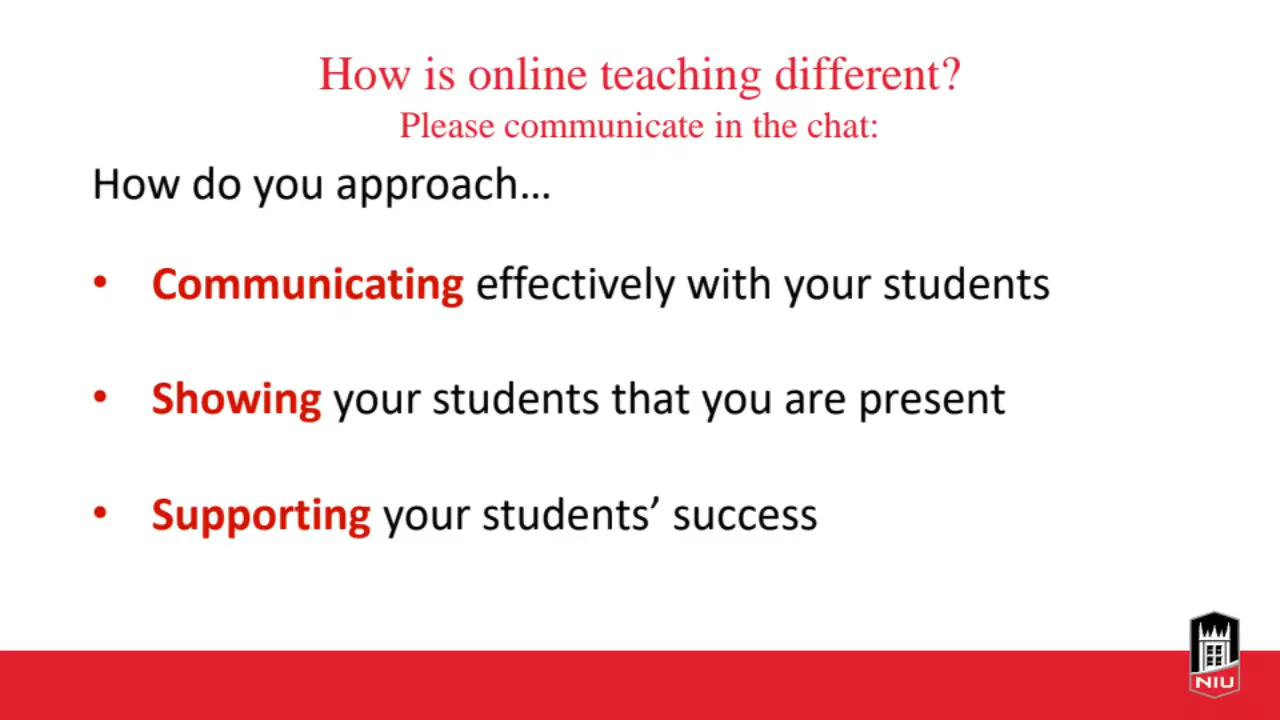 How is online teaching different?
Please communicate in the chat:
How do you approach…
• Communicating effectively with your students
• Showing your students that you are present
• Supporting your students’ success
NIU